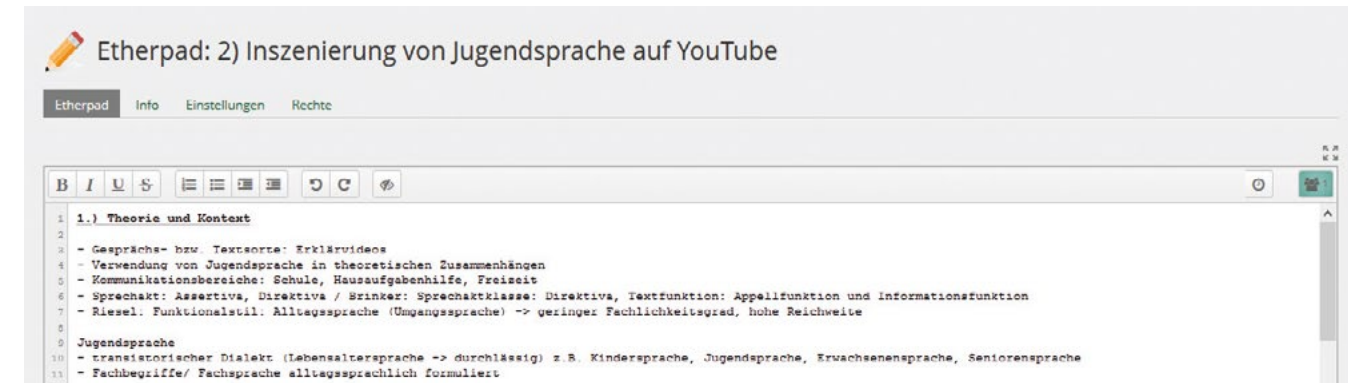 Etherpad: 2) Inszenierung von Jugendsprache auf YouTube
Etherpad Info Einstellungen Rechte
B I U S 1
1 1.) Theorie und Kontext
2
3 - Gesprächs- bzw. Textsorte: Erklärvideos
4 - Verwendung von Jugendsprache in theoretischen Zusammenhängen
5 - Kommunikationsbereiche: Schule, Hausaufgabenhilfe, Freizeit
6 - Sprechakt: Assertiva, Direktiva / Brinker: Sprechaktklasse: Direktiva, Textfunktion: Appellfunktion und Informationsfunktion
7 - Riesel: Funktionalstil: Alltagssprache (Umgangssprache) -> geringer Fachlichkeitsgrad, hohe Reichweite
8
9 Jugendsprache
10 - transistorischer Dialekt (Lebensaltersprache -> durchlässig) z.B. Kindersprache, Jugendsprache, Erwachsenensprache, Seniorensprache
11 - Fachbegriffe/ Fachsprache alltagssprachlich formuliert